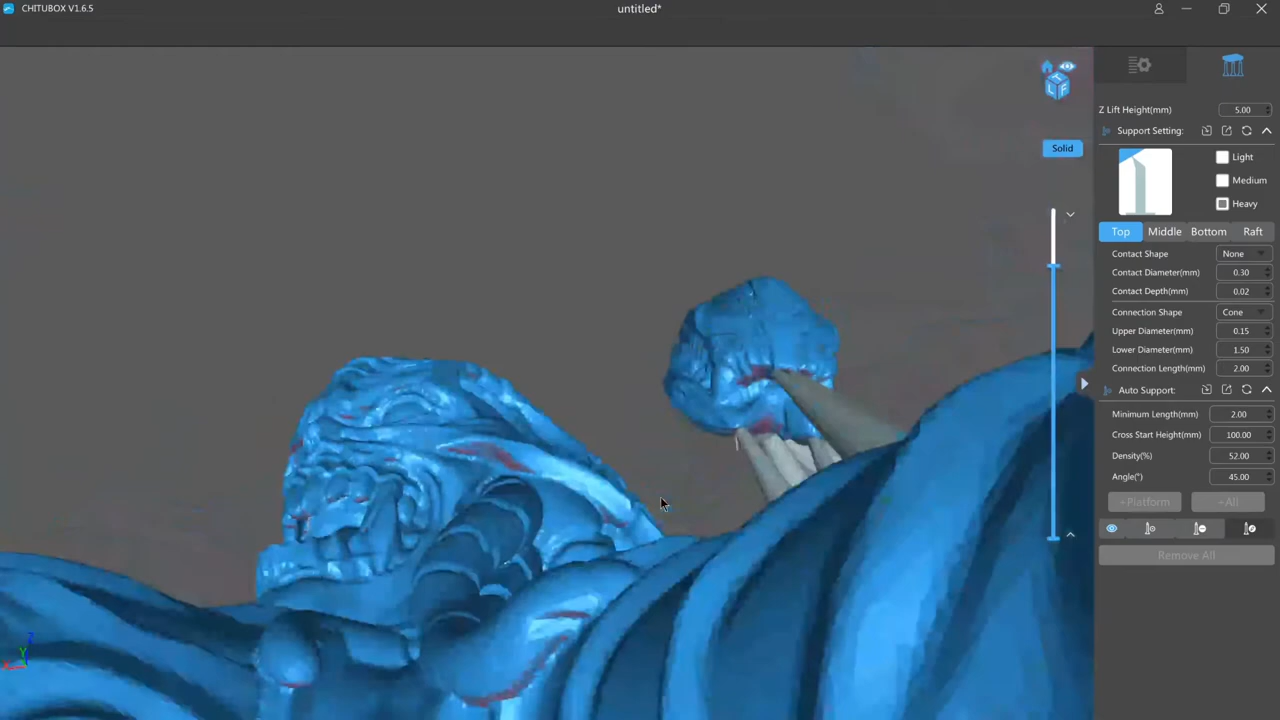 CHITUBOX V1.6.5
untitled*
Z Lift Height(mm) 5.00
Support Setting:
Light
Medium
Heavy
Top Middle Bottom Raft
Contact Shape None
Contact Diameter(mm) 0.30
Contact Depth(mm) 0.02
Connection Shape Cone
Upper Diameter(mm) 0.15
Lower Diameter(mm) 1.50
Connection Length(mm) 2.00
Auto Support:
Minimum Length(mm) 2.00
Cross Start Height(mm) 100.00
Density(%) 52.00
Angle(°) 45.00
+Platform +All
Remove All
Solid
T
L F
Z
Y
X